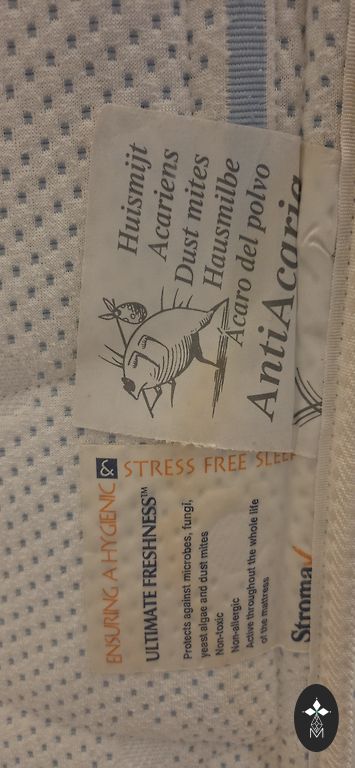 Huismijt
Acariens
Dust mites
Hausmilbe
Acaro del polvo
AntiAcaria
ENSURING A HYGIENIC & STRESS FREE SLEEP
ULTIMATE FRESHNESS™
Protects against microbes, fungi,
yeast algae and dust mites
Non-toxic
Non-allergic
Active throughout the whole life
of the mattress
Stroma
M